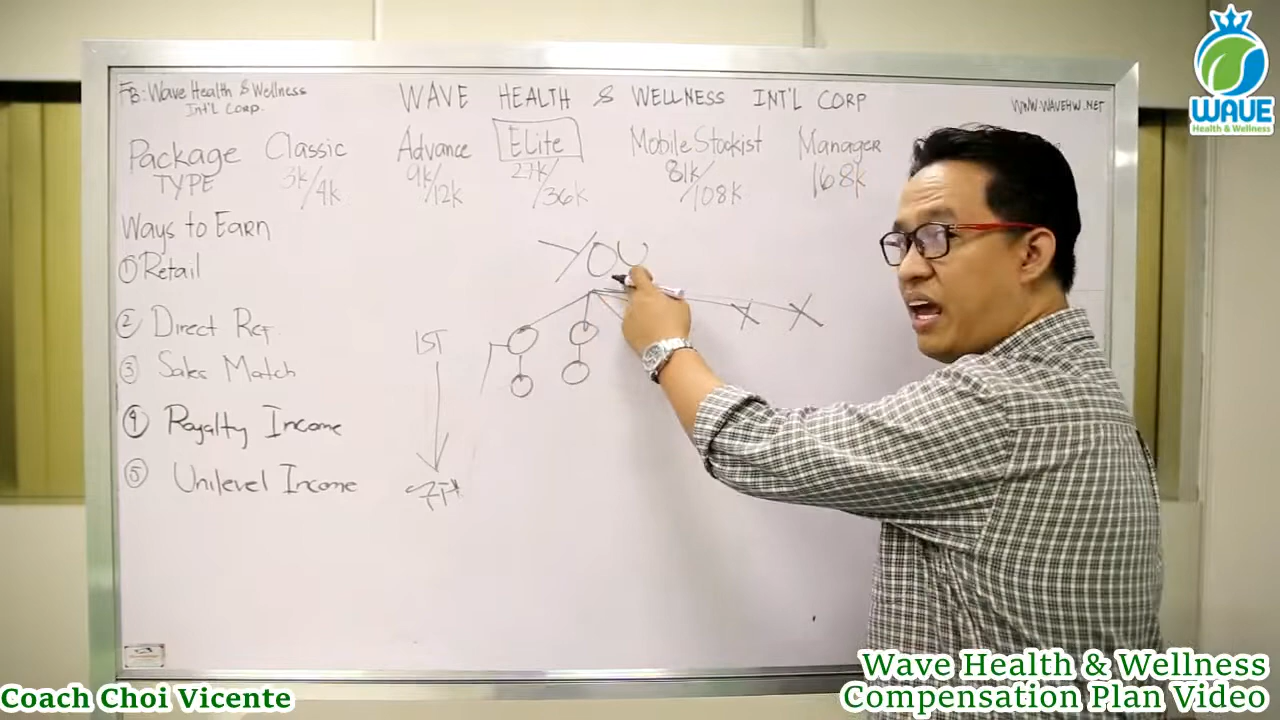 FB: Wave Health & Wellness
Int'l Corp.
WAVE HEALTH & WELLNESS INT'L CORP
WWW.WAVEHW.NET
WAVE
Health & Wellness
Package TYPE
Classic 3k/4k
Advance 9k/12k
Elite 27k/36k
Mobile Stockist 81k/108k
Manager 168k
Ways to Earn
① Retail
② Direct Ref
③ Sales Match
④ Royalty Income
⑤ Unilevel Income
YOU
1ST
7TH
X X
Wave Health & Wellness
Compensation Plan Video
Coach Choi Vicente